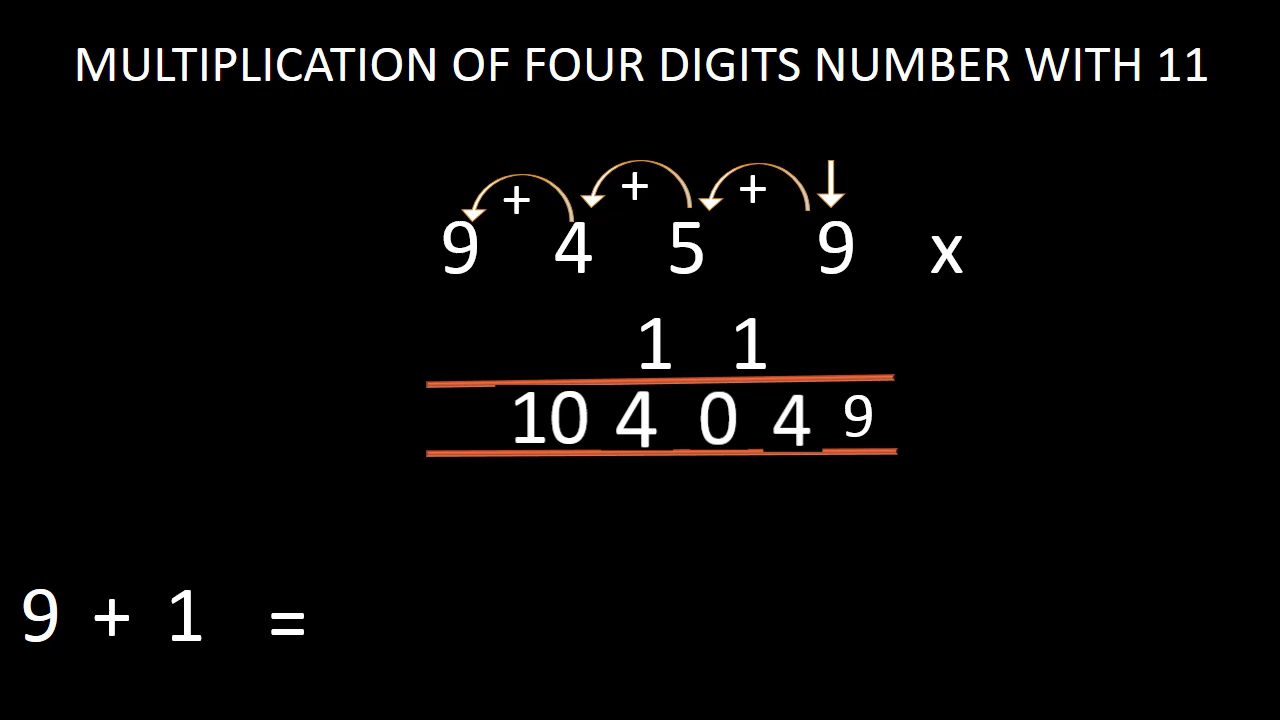 MULTIPLICATION OF FOUR DIGITS NUMBER WITH 11
+ + +
9 4 5 9 x
1 1
10 4 0 4 9
9 + 1 =